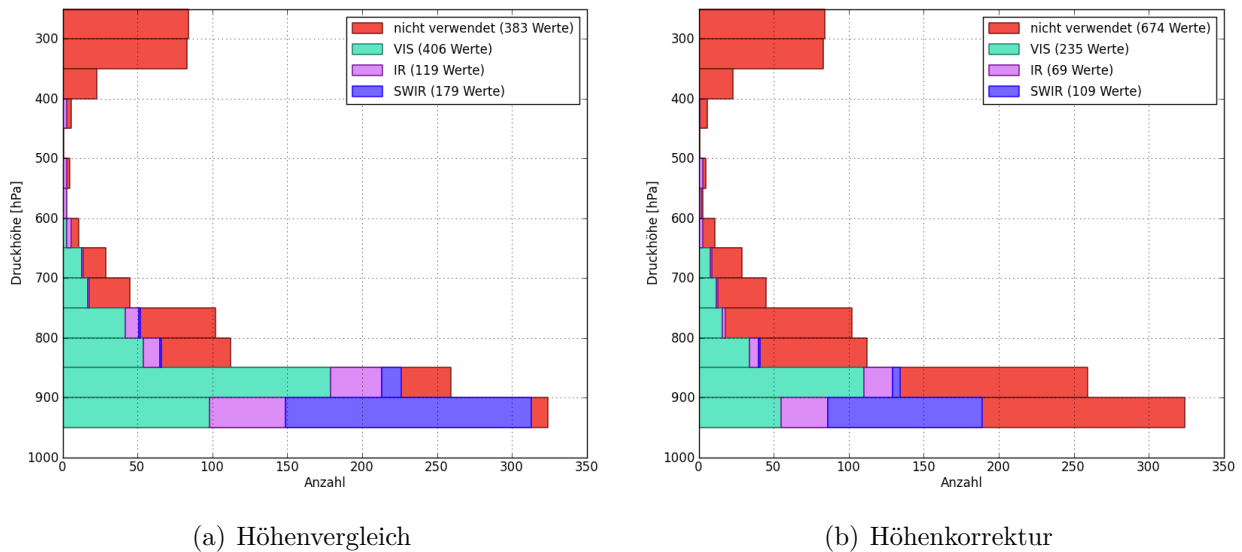 nicht verwendet (383 Werte)
VIS (406 Werte)
IR (119 Werte)
SWIR (179 Werte)
300
400
500
600
700
800
900
1000
Druckhöhe [hPa]
0 50 100 150 200 250 300 350
Anzahl
(a) Höhenvergleich
nicht verwendet (674 Werte)
VIS (235 Werte)
IR (69 Werte)
SWIR (109 Werte)
300
400
500
600
700
800
900
1000
Druckhöhe [hPa]
0 50 100 150 200 250 300 350
Anzahl
(b) Höhenkorrektur